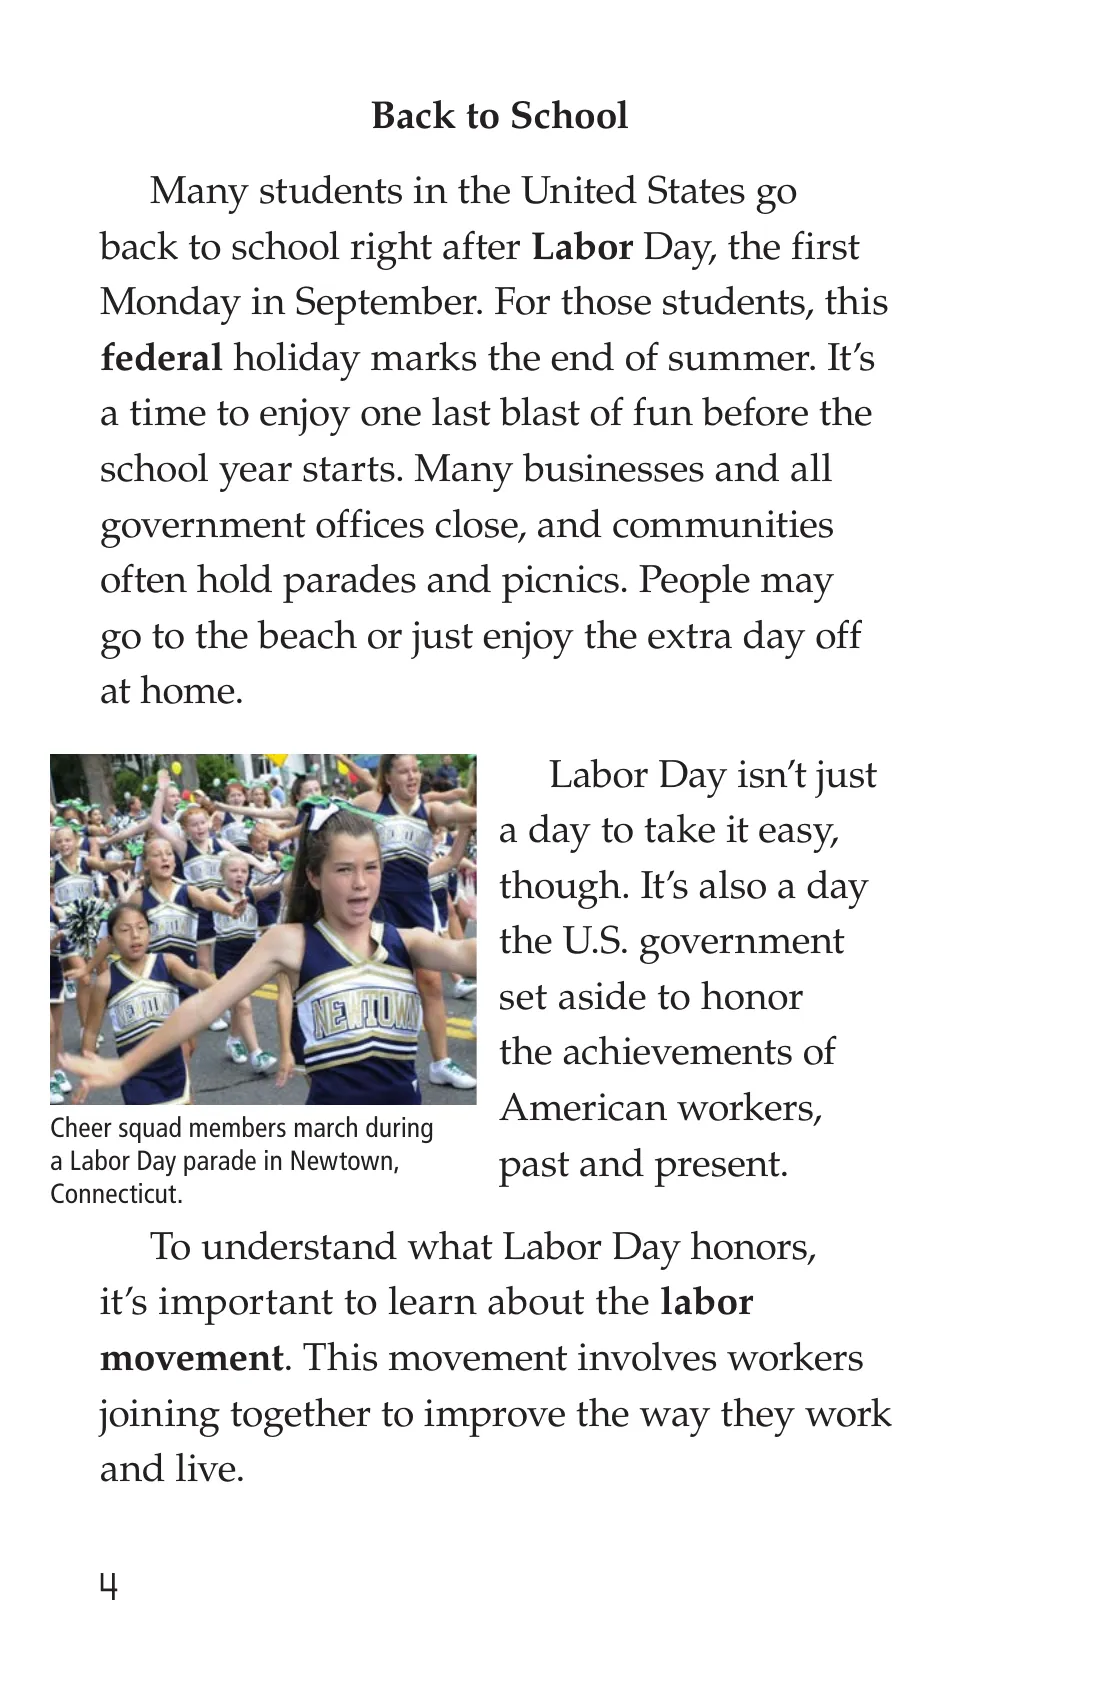 Back to School
Many students in the United States go
back to school right after Labor Day, the first
Monday in September. For those students, this
federal holiday marks the end of summer. It’s
a time to enjoy one last blast of fun before the
school year starts. Many businesses and all
government offices close, and communities
often hold parades and picnics. People may
go to the beach or just enjoy the extra day off
at home.
NEWTOWN
Cheer squad members march during
a Labor Day parade in Newtown,
Connecticut.
Labor Day isn’t just
a day to take it easy,
though. It’s also a day
the U.S. government
set aside to honor
the achievements of
American workers,
past and present.
To understand what Labor Day honors,
it’s important to learn about the labor
movement. This movement involves workers
joining together to improve the way they work
and live.
4